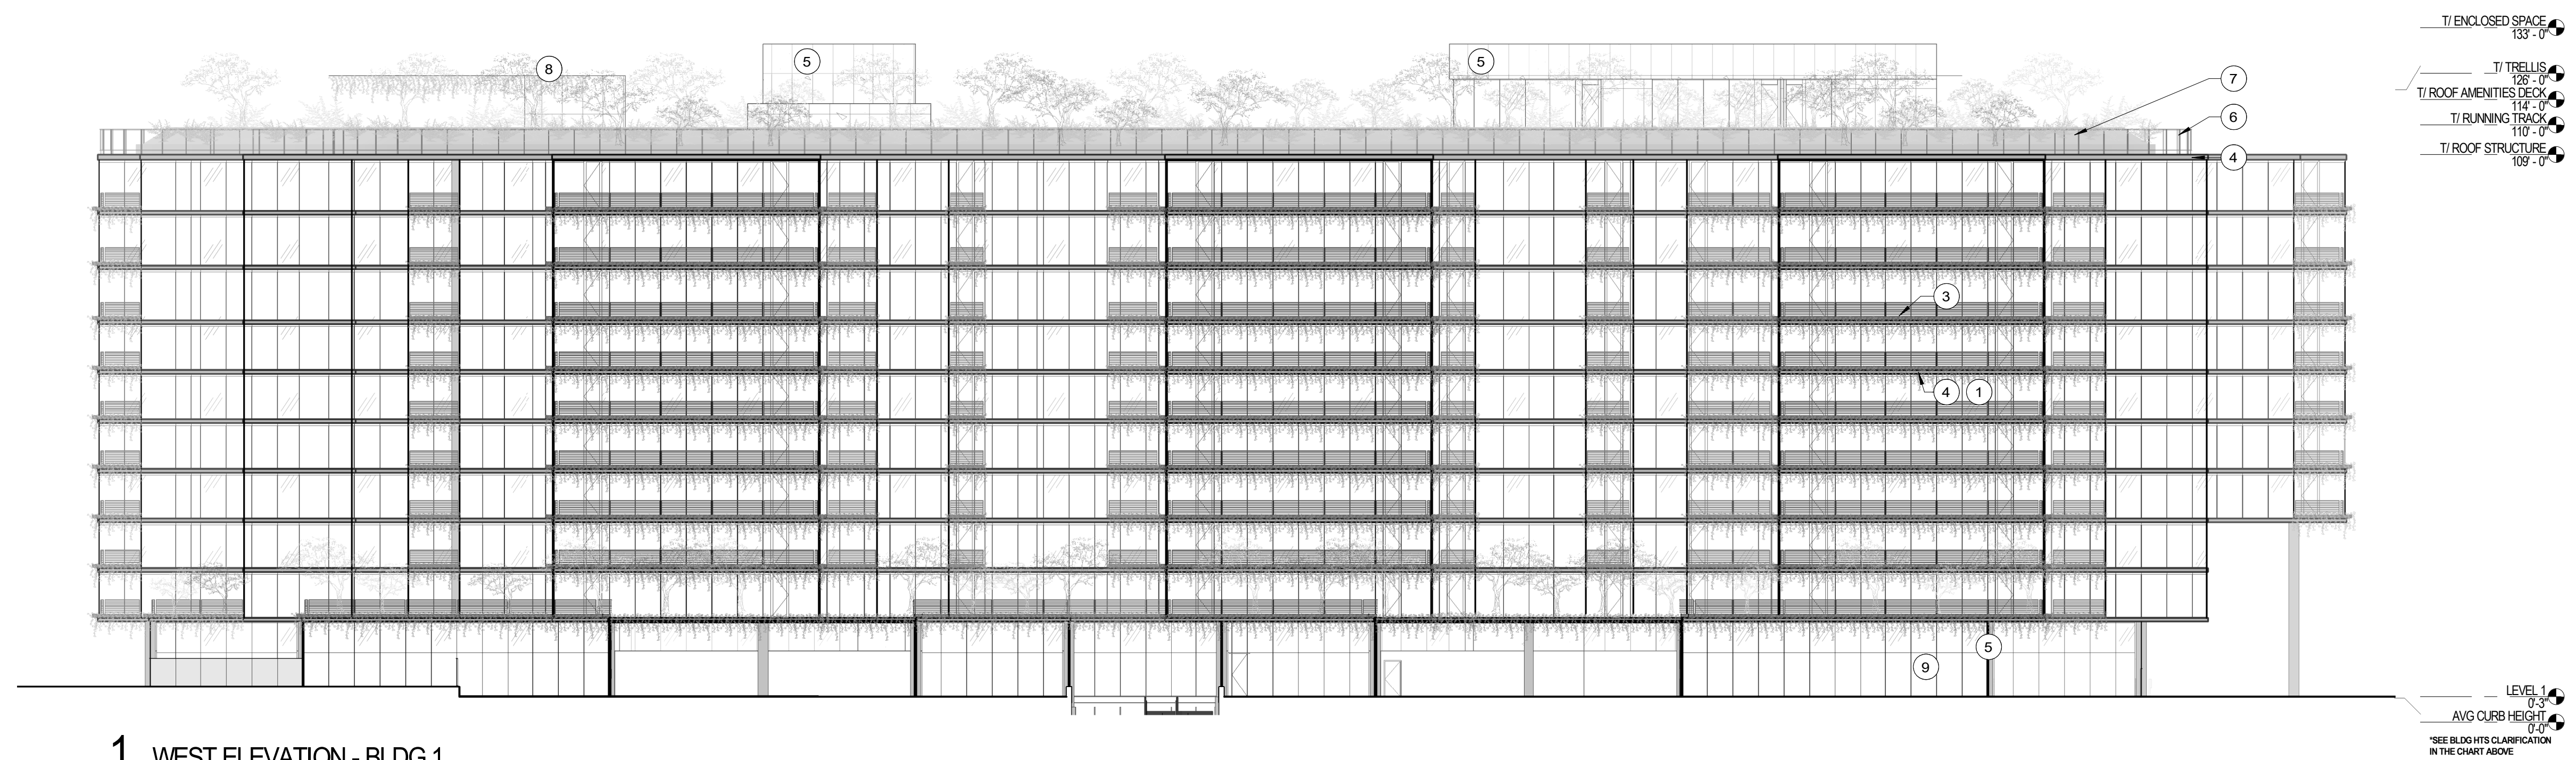 T/ ENCLOSED SPACE
133' - 0"
8
5
5
T/ TRELLIS
126' - 0"
7
T/ ROOF AMENITIES DECK
114' - 0"
6
T/ RUNNING TRACK
110' - 0"
4
T/ ROOF STRUCTURE
109' - 0"
3
4
1
5
9
LEVEL 1
0'-3"
AVG CURB HEIGHT
0'-0"
*SEE BLDG HTS CLARIFICATION
IN THE CHART ABOVE
1 WEST ELEVATION - BLDG 1